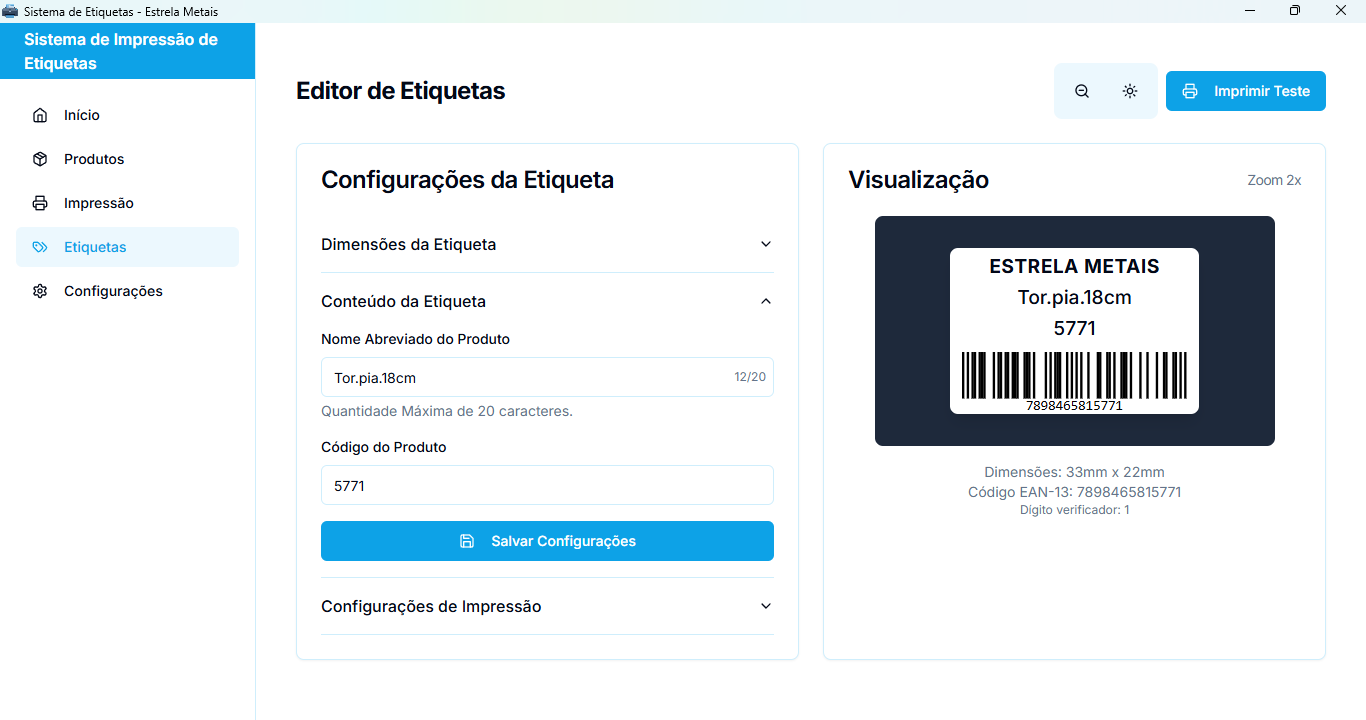 Sistema de Etiquetas - Estrela Metais
Sistema de Impressão de
Etiquetas
Início
Produtos
Impressão
Etiquetas
Configurações
Editor de Etiquetas
Imprimir Teste
Configurações da Etiqueta
Dimensões da Etiqueta
Conteúdo da Etiqueta
Nome Abreviado do Produto
Tor.pia.18cm 12/20
Quantidade Máxima de 20 caracteres.
Código do Produto
5771
Salvar Configurações
Configurações de Impressão
Visualização Zoom 2x
ESTRELA METAIS
Tor.pia.18cm
5771
7898465815771
Dimensões: 33mm x 22mm
Código EAN-13: 7898465815771
Dígito verificador: 1